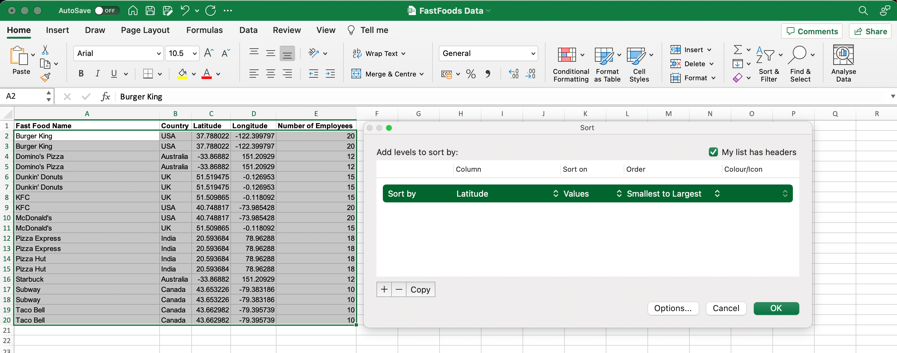 AutoSave OFF FastFoods Data
Home Insert Draw Page Layout Formulas Data Review View Tell me Comments Share
Paste Arial 10.5 Wrap Text General Insert
Merge & Centre Conditional Formatting Format as Table Cell Styles Delete Sort & Filter Find & Select Analyse Data
B I U Format
A2 fx Burger King
A B C D E F G H I J K L M N O P Q R
1 Fast Food Name Country Latitude Longitude Number of Employees
2 Burger King USA 37.788022 -122.399797 20
3 Burger King USA 37.788022 -122.399797 20
4 Domino's Pizza Australia -33.86882 151.20929 12
5 Domino's Pizza Australia -33.86882 151.20929 12
6 Dunkin' Donuts UK 51.519475 -0.126953 15
7 Dunkin' Donuts UK 51.519475 -0.126953 15
8 KFC UK 51.509865 -0.118092 15
9 KFC USA 40.748817 -73.985428 20
10 McDonald's USA 40.748817 -73.985428 20
11 McDonald's UK 51.509865 -0.118092 15
12 Pizza Express India 20.593684 78.96288 18
13 Pizza Express India 20.593684 78.96288 18
14 Pizza Hut India 20.593684 78.96288 18
15 Pizza Hut India 20.593684 78.96288 18
16 Starbuck Australia -33.86882 151.20929 12
17 Subway Canada 43.653226 -79.383186 10
18 Subway Canada 43.653226 -79.383186 10
19 Taco Bell Canada 43.662982 -79.395739 10
20 Taco Bell Canada 43.662982 -79.395739 10
21
22
23
Sort
Add levels to sort by: My list has headers
Column Sort on Order Colour/Icon
Sort by Latitude Values Smallest to Largest
+ − Copy
Options... Cancel OK